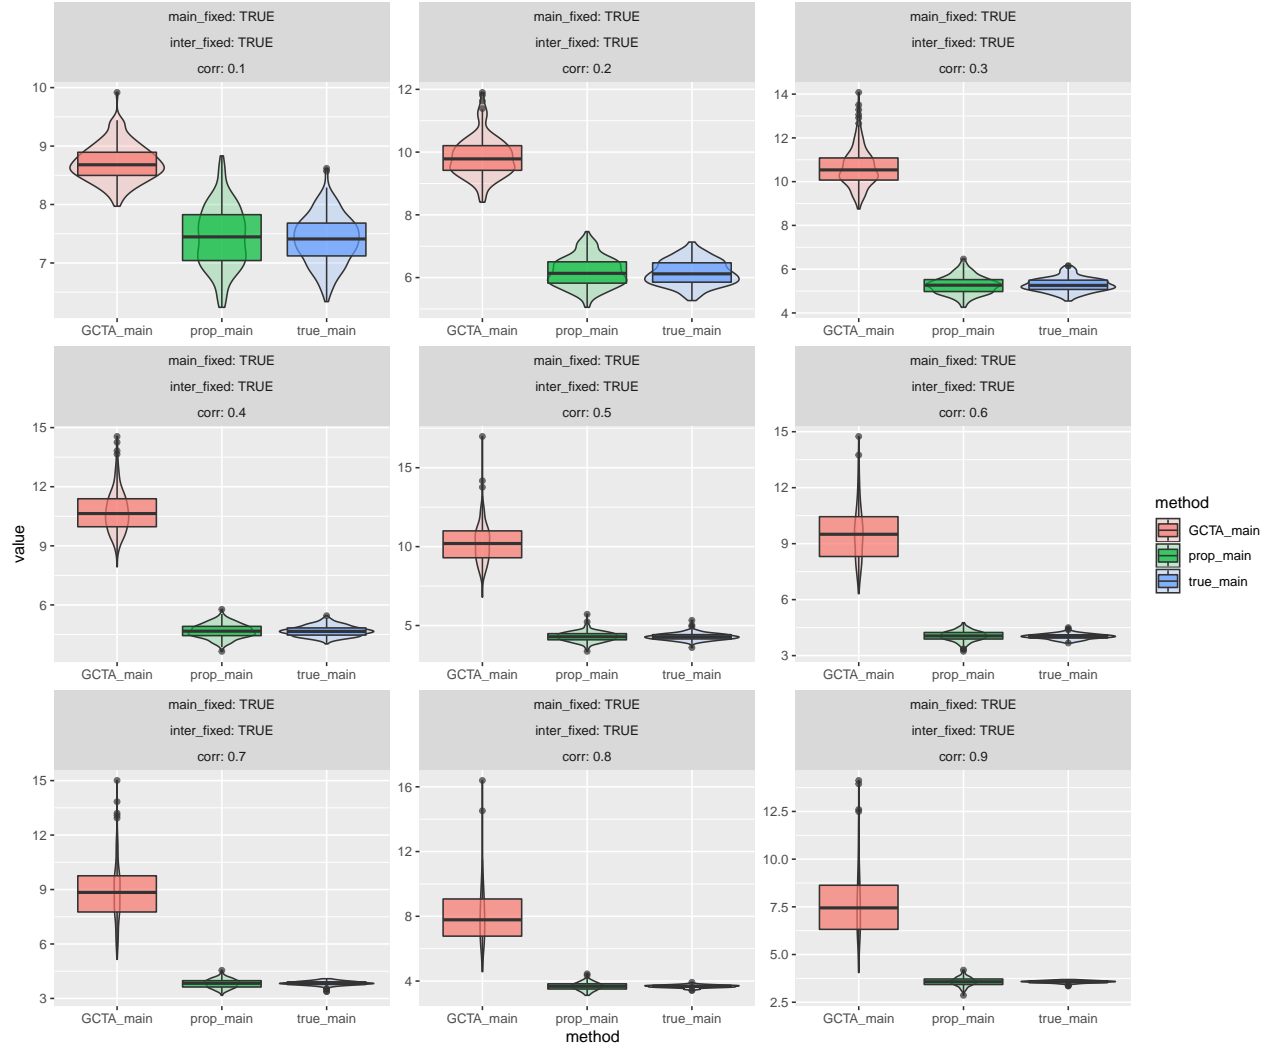 main_fixed: TRUE
inter_fixed: TRUE
corr: 0.1
10
9
8
7
GCTA_main prop_main true_main
main_fixed: TRUE
inter_fixed: TRUE
corr: 0.2
12
10
8
6
GCTA_main prop_main true_main
main_fixed: TRUE
inter_fixed: TRUE
corr: 0.3
14
12
10
8
6
4
GCTA_main prop_main true_main
main_fixed: TRUE
inter_fixed: TRUE
corr: 0.4
15
12
9
6
GCTA_main prop_main true_main
main_fixed: TRUE
inter_fixed: TRUE
corr: 0.5
15
10
5
GCTA_main prop_main true_main
main_fixed: TRUE
inter_fixed: TRUE
corr: 0.6
15
12
9
6
3
GCTA_main prop_main true_main
main_fixed: TRUE
inter_fixed: TRUE
corr: 0.7
15
12
9
6
3
GCTA_main prop_main true_main
main_fixed: TRUE
inter_fixed: TRUE
corr: 0.8
16
12
8
4
GCTA_main prop_main true_main
main_fixed: TRUE
inter_fixed: TRUE
corr: 0.9
12.5
10.0
7.5
5.0
2.5
GCTA_main prop_main true_main
value
method
method
GCTA_main
prop_main
true_main